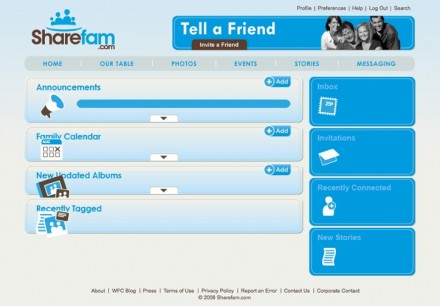 Profile | Preferences | Help | Log Out | Search
Sharefam
.com
Tell a Friend
Invite a Friend
HOME OUR TABLE PHOTOS EVENTS STORIES MESSAGING
Announcements
Add
Family Calendar
Add
AUG
New Updated Albums
Add
Recently Tagged
Inbox
Invitations
Recently Connected
New Stories
About | WFC Blog | Press | Terms of Use | Privacy Policy | Report an Error | Contact Us | Corporate Contact
© 2008 Sharefam.com